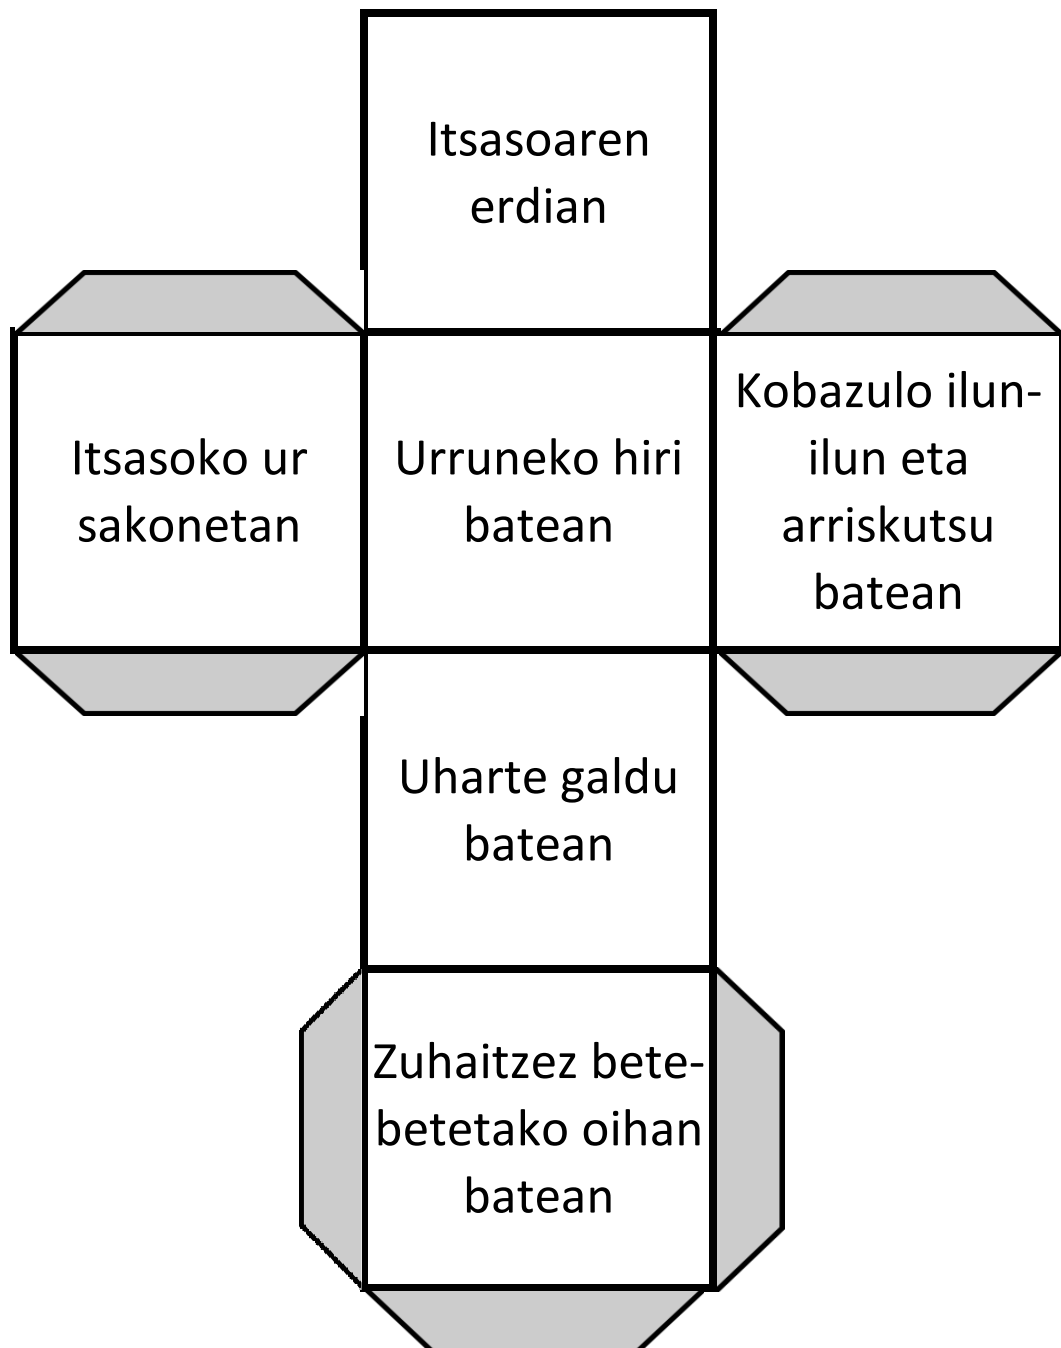 Itsasoaren
erdian
Itsasoko ur
sakonetan
Urruneko hiri
batean
Kobazulo ilun-
ilun eta
arriskutsu
batean
Uharte galdu
batean
Zuhaitzez bete-
betetako oihan
batean